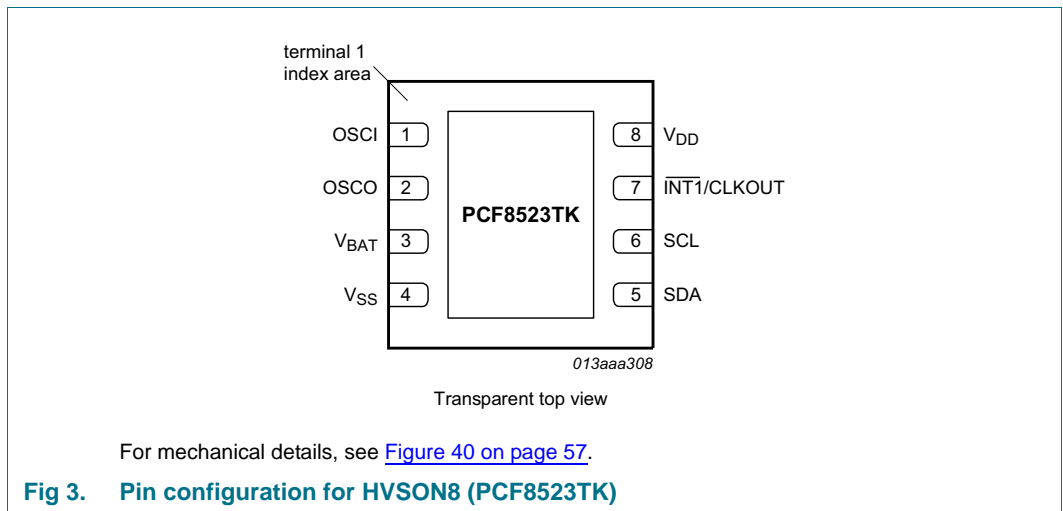 terminal 1
index area
OSCI 1
OSCO 2
VBAT 3
VSS 4
PCF8523TK
8 VDD
7 INT1/CLKOUT
6 SCL
5 SDA
013aaa308
Transparent top view
For mechanical details, see Figure 40 on page 57.
Fig 3. Pin configuration for HVSON8 (PCF8523TK)